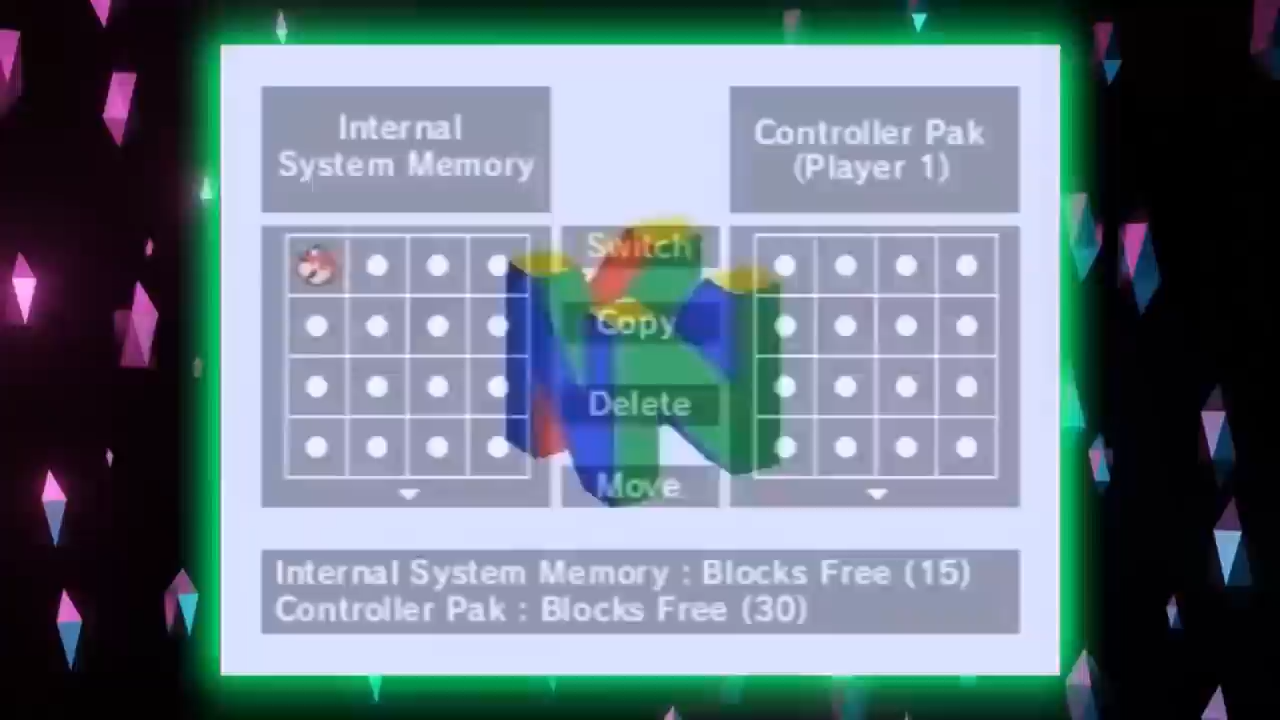 Internal
System Memory
Controller Pak
(Player 1)
Switch
Copy
Delete
Move
Internal System Memory : Blocks Free (15)
Controller Pak : Blocks Free (30)